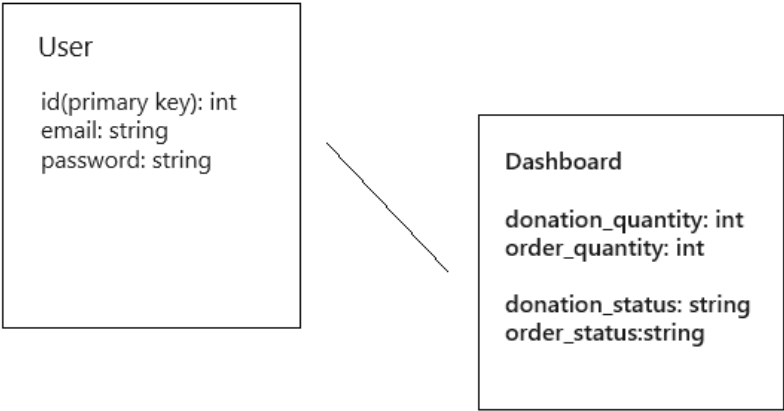 User
id(primary key): int
email: string
password: string
Dashboard
donation_quantity: int
order_quantity: int
donation_status: string
order_status:string